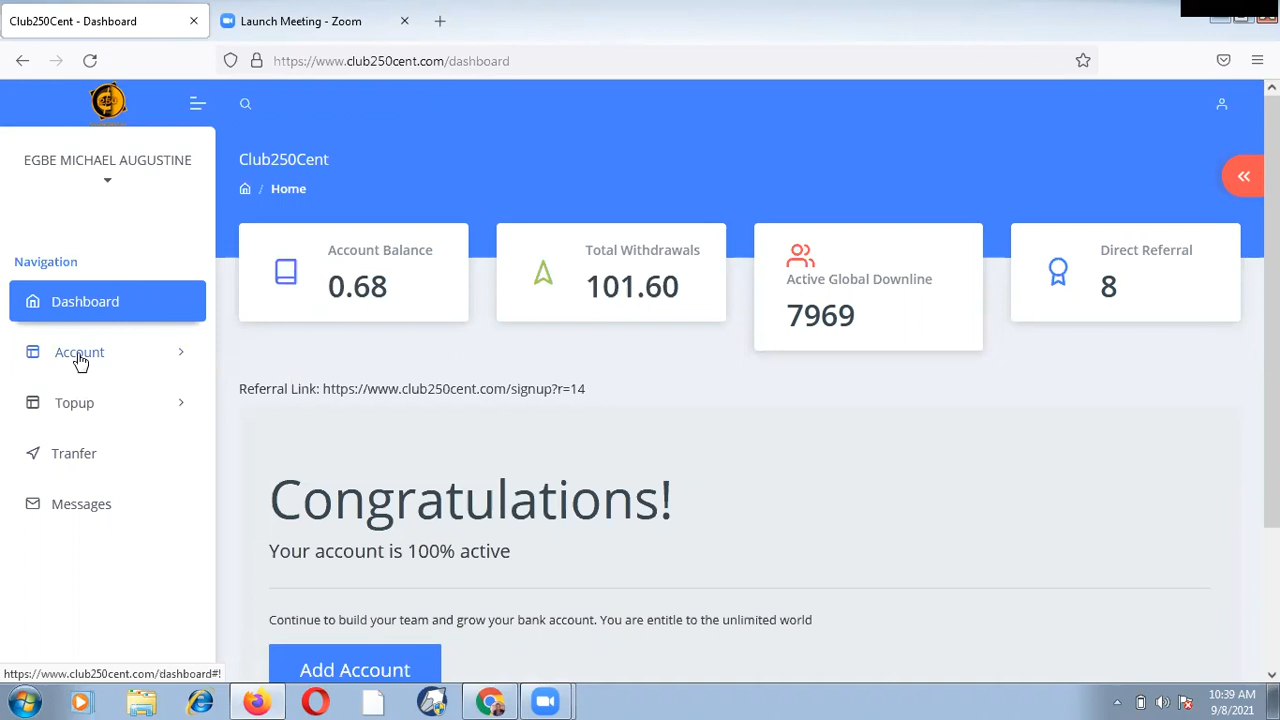 Club250Cent - Dashboard
Launch Meeting - Zoom
https://www.club250cent.com/dashboard
EGBE MICHAEL AUGUSTINE
Club250Cent
/ Home
Navigation
Dashboard
Account
Topup
Tranfer
Messages
Account Balance
0.68
Total Withdrawals
101.60
Active Global Downline
7969
Direct Referral
8
Referral Link: https://www.club250cent.com/signup?r=14
Congratulations!
Your account is 100% active
Continue to build your team and grow your bank account. You are entitle to the unlimited world
Add Account
https://www.club250cent.com/dashboard#!
10:39 AM
9/8/2021